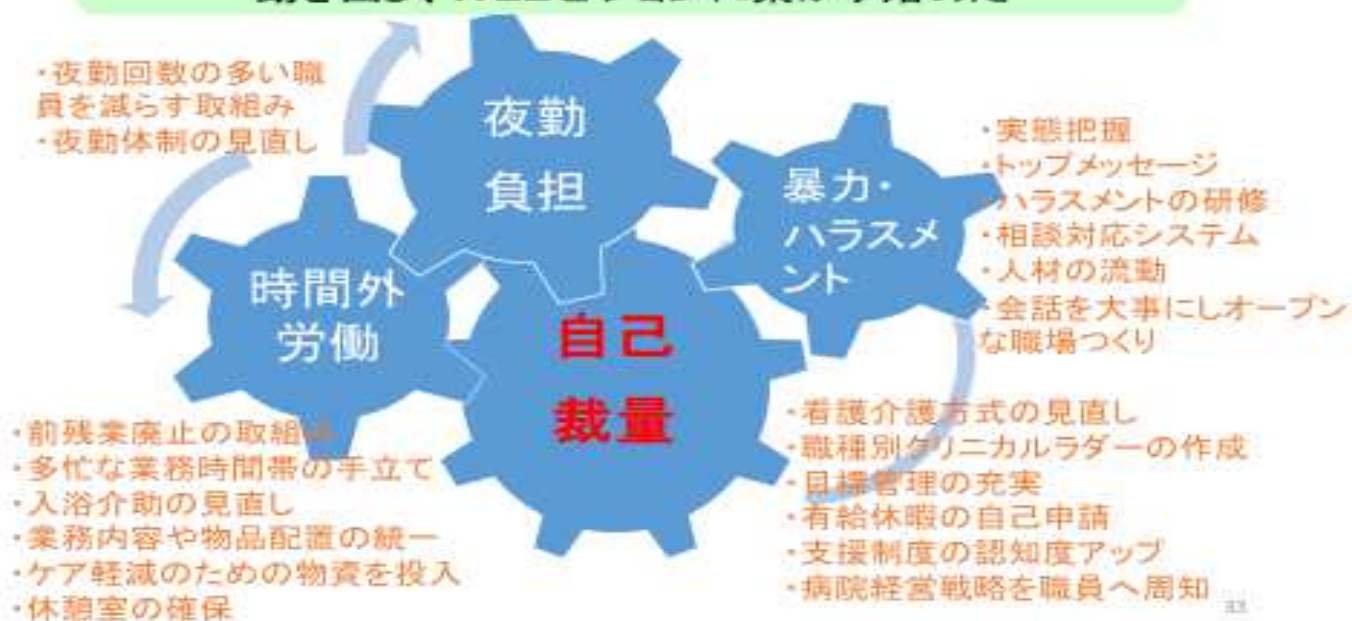 ・夜勤回数の多い職
員を減らす取組み
・夜勤体制の見直し
夜勤
負担
暴力・
ハラスメ
ント
・実態把握
・トップメッセージ
・ハラスメントの研修
・相談対応システム
・人材の流動
・会話を大事にしオープン
な職場つくり
時間外
労働
自己
裁量
・前残業廃止の取組み
・多忙な業務時間帯の手立て
・入浴介助の見直し
・業務内容や物品配置の統一
・ケア軽減のための物資を投入
・休憩室の確保
・看護介護方式の見直し
・職種別クリニカルラダーの作成
・目標管理の充実
・有給休暇の自己申請
・支援制度の認知度アップ
・病院経営戦略を職員へ周知